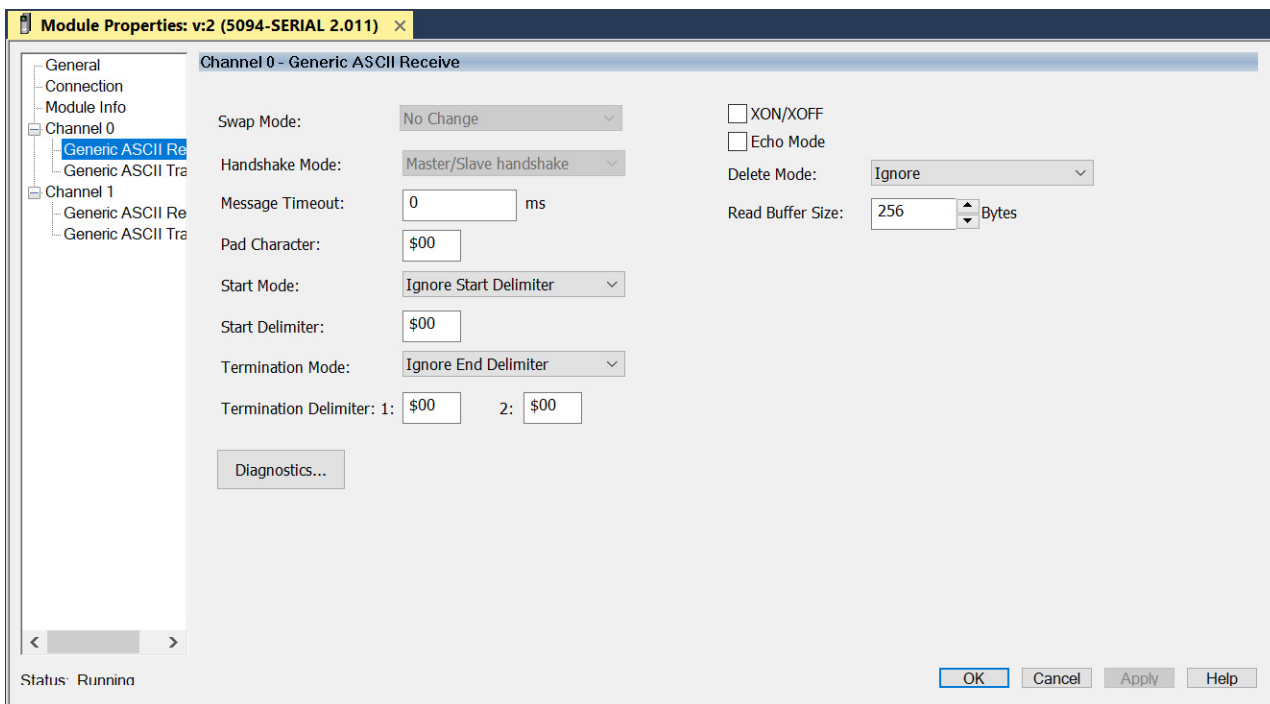 Module Properties: v:2 (5094-SERIAL 2.011) ×
General
Connection
Module Info
Channel 0
Generic ASCII Re
Generic ASCII Tra
Channel 1
Generic ASCII Re
Generic ASCII Tra
Channel 0 - Generic ASCII Receive
Swap Mode: No Change
Handshake Mode: Master/Slave handshake
Message Timeout: 0 ms
Pad Character: $00
Start Mode: Ignore Start Delimiter
Start Delimiter: $00
Termination Mode: Ignore End Delimiter
Termination Delimiter: 1: $00 2: $00
Diagnostics...
XON/XOFF
Echo Mode
Delete Mode: Ignore
Read Buffer Size: 256 Bytes
Status: Running
OK Cancel Apply Help